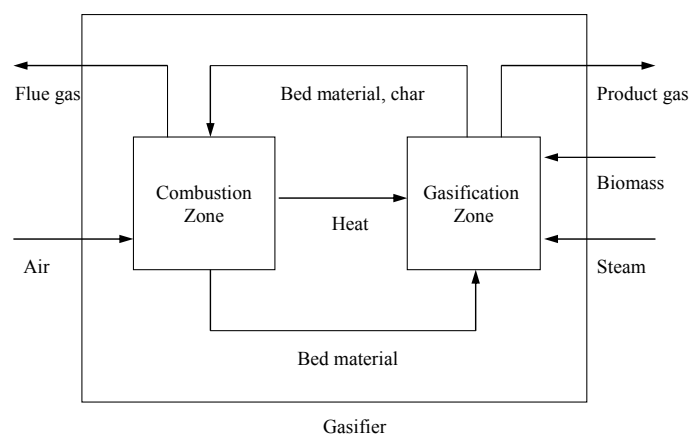 Flue gas
Bed material, char
Product gas
Combustion
Zone
Gasification
Zone
Biomass
Heat
Air
Steam
Bed material
Gasifier